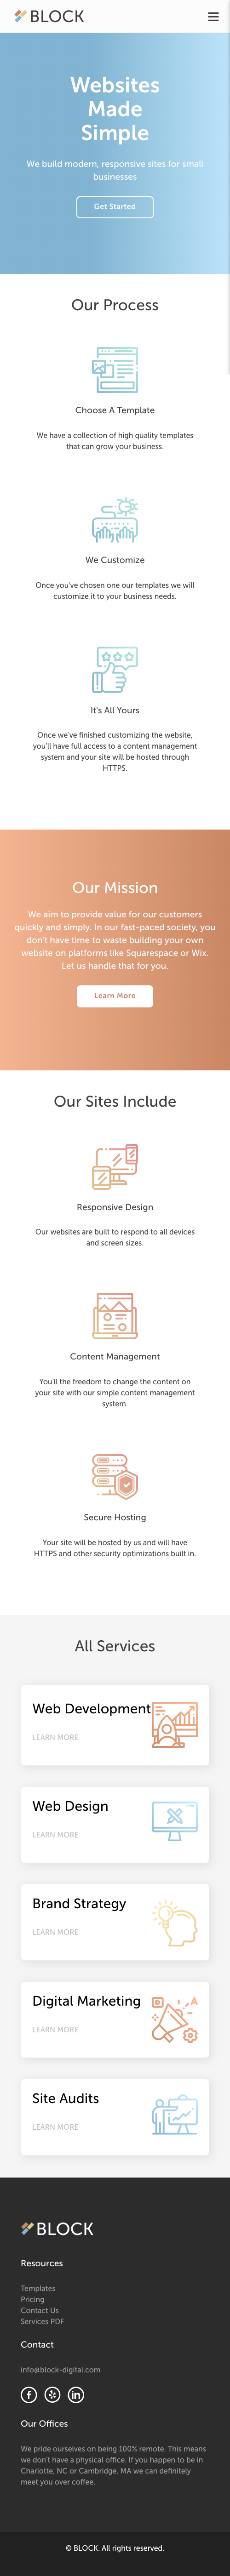 BLOCK
Websites
Made
Simple
We build modern, responsive sites for small
businesses
Get Started
Our Process
Choose A Template
We have a collection of high quality templates
that can grow your business.
We Customize
Once you've chosen one our templates we will
customize it to your business needs.
It's All Yours
Once we've finished customizing the website,
you'll have full access to a content management
system and your site will be hosted through
HTTPS.
Our Mission
We aim to provide value for our customers
quickly and simply. In our fast-paced society, you
don't have time to waste building your own
website on platforms like Squarespace or Wix.
Let us handle that for you.
Learn More
Our Sites Include
Responsive Design
Our websites are built to respond to all devices
and screen sizes.
Content Management
You'll the freedom to change the content on
your site with our simple content management
system.
Secure Hosting
Your site will be hosted by us and will have
HTTPS and other security optimizations built in.
All Services
Web Development
LEARN MORE
Web Design
LEARN MORE
Brand Strategy
LEARN MORE
Digital Marketing
LEARN MORE
Site Audits
LEARN MORE
BLOCK
Resources
Templates
Pricing
Contact Us
Services PDF
Contact
info@block-digital.com
Our Offices
We pride ourselves on being 100% remote. This means
we don't have a physical office. If you happen to be in
Charlotte, NC or Cambridge, MA we can definitely
meet you over coffee.
© BLOCK. All rights reserved.